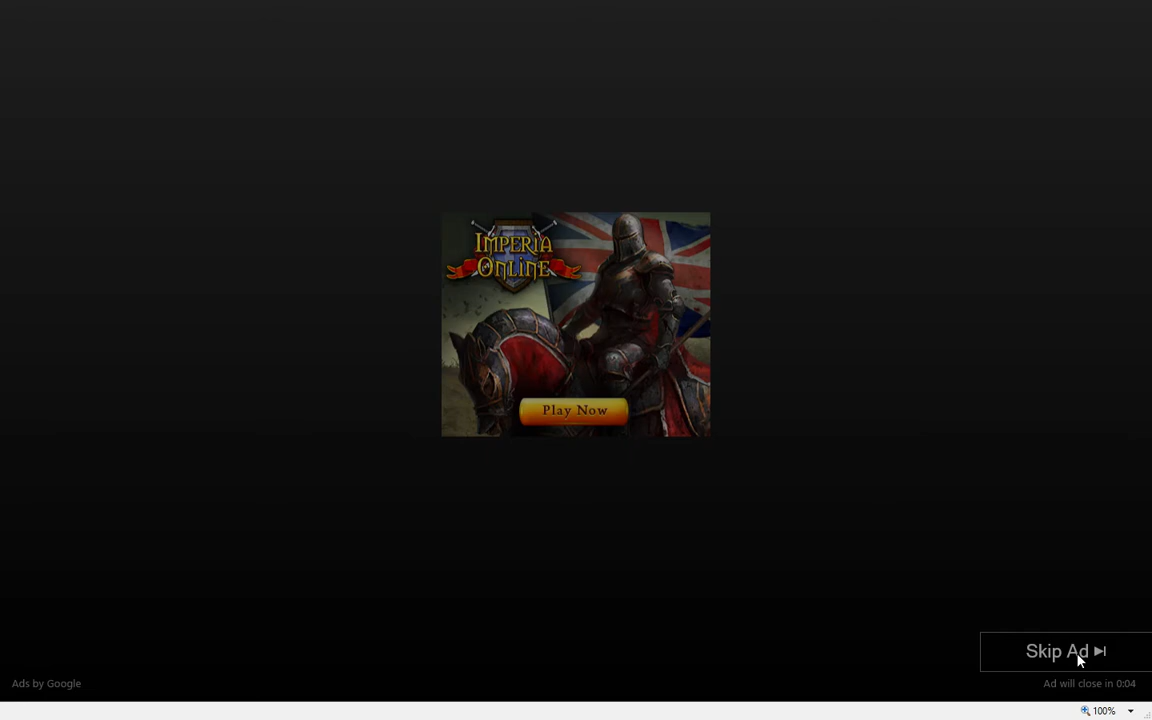 IMPERIA
ONLINE
Play Now
Skip Ad
Ads by Google
Ad will close in 0:04
100%